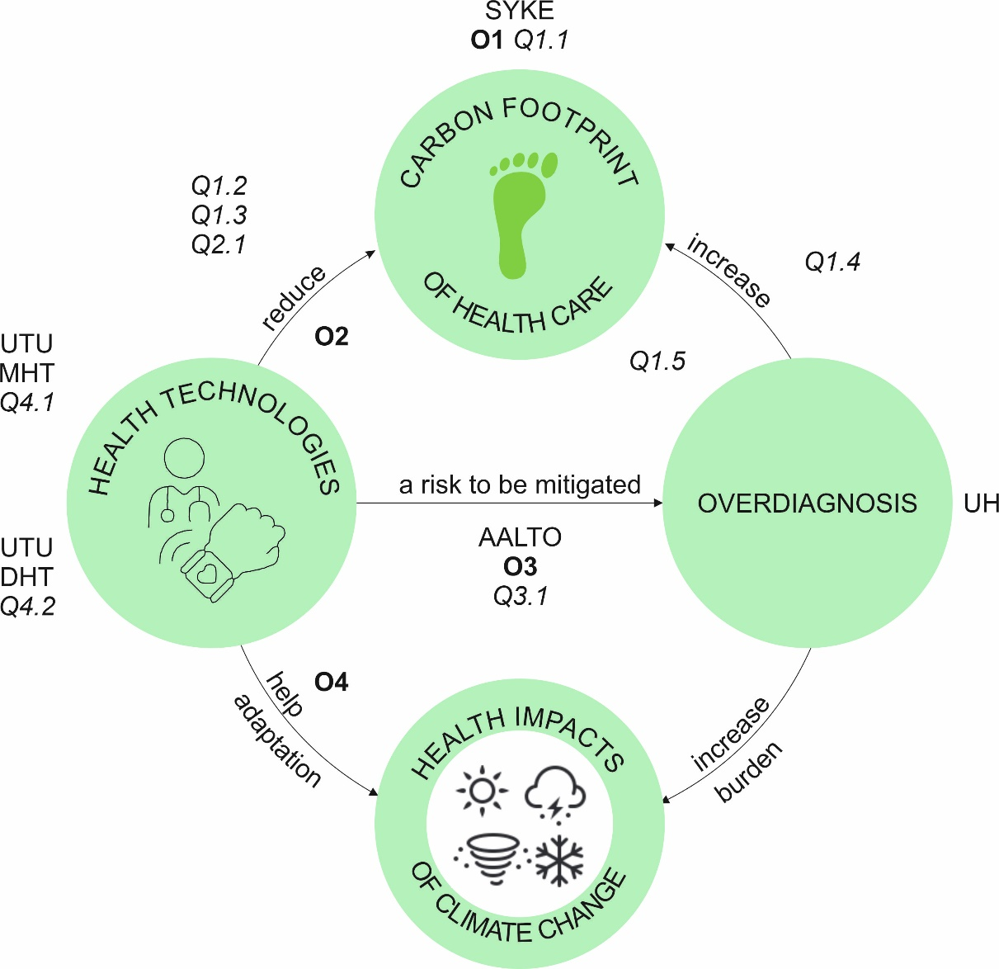 SYKE
O1 Q1.1
CARBON FOOTPRINT
OF HEALTH CARE
Q1.2
Q1.3
Q2.1
reduce
O2
increase
Q1.4
Q1.5
UTU
MHT
Q4.1
HEALTH TECHNOLOGIES
UTU
DHT
Q4.2
a risk to be mitigated
AALTO
O3
Q3.1
OVERDIAGNOSIS
UH
help
adaptation
O4
increase
burden
HEALTH IMPACTS
OF CLIMATE CHANGE